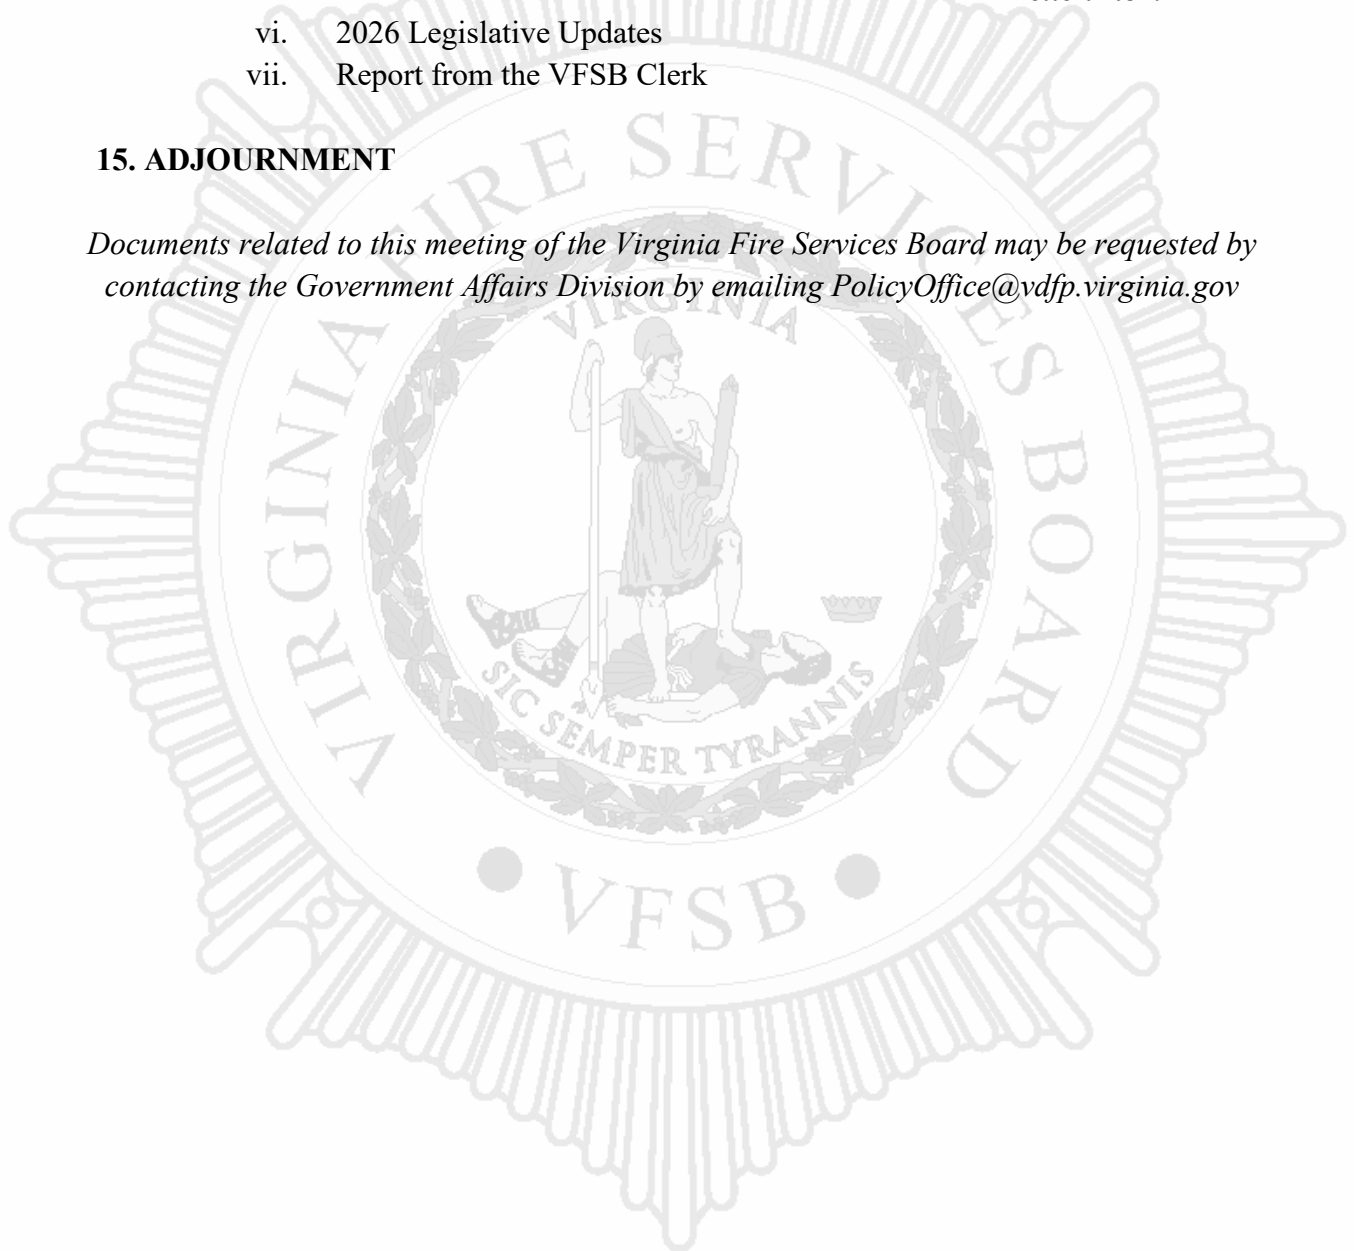 vi. 2026 Legislative Updates
vii. Report from the VFSB Clerk
15. ADJOURNMENT
Documents related to this meeting of the Virginia Fire Services Board may be requested by
contacting the Government Affairs Division by emailing PolicyOffice@vdfp.virginia.gov
VIRGINIA FIRE SERVICES BOARD
VIRGINIA
SIC SEMPER TYRANNIS
VFSB